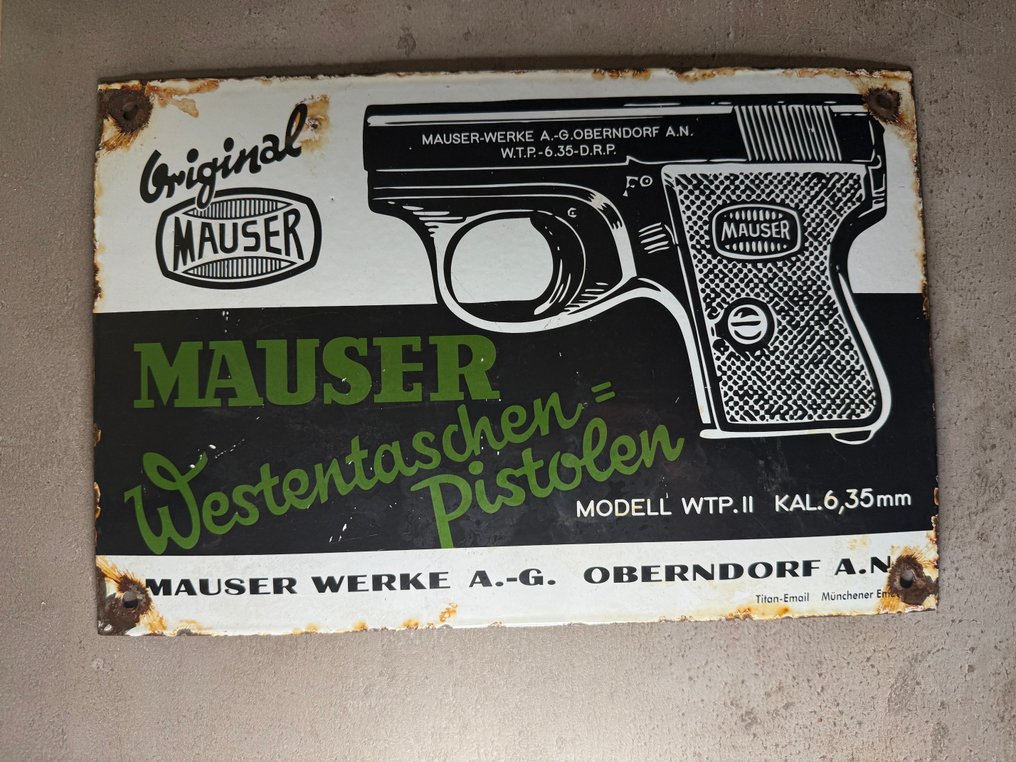 Original
MAUSER
MAUSER-WERKE A.-G. OBERNDORF A.N.
W.T.P.-6.35-D.R.P.
MAUSER
MAUSER
Westentaschen=
Pistolen
MODELL WTP.II KAL.6,35mm
MAUSER WERKE A.-G. OBERNDORF A.N.
Titan-Email Münchener